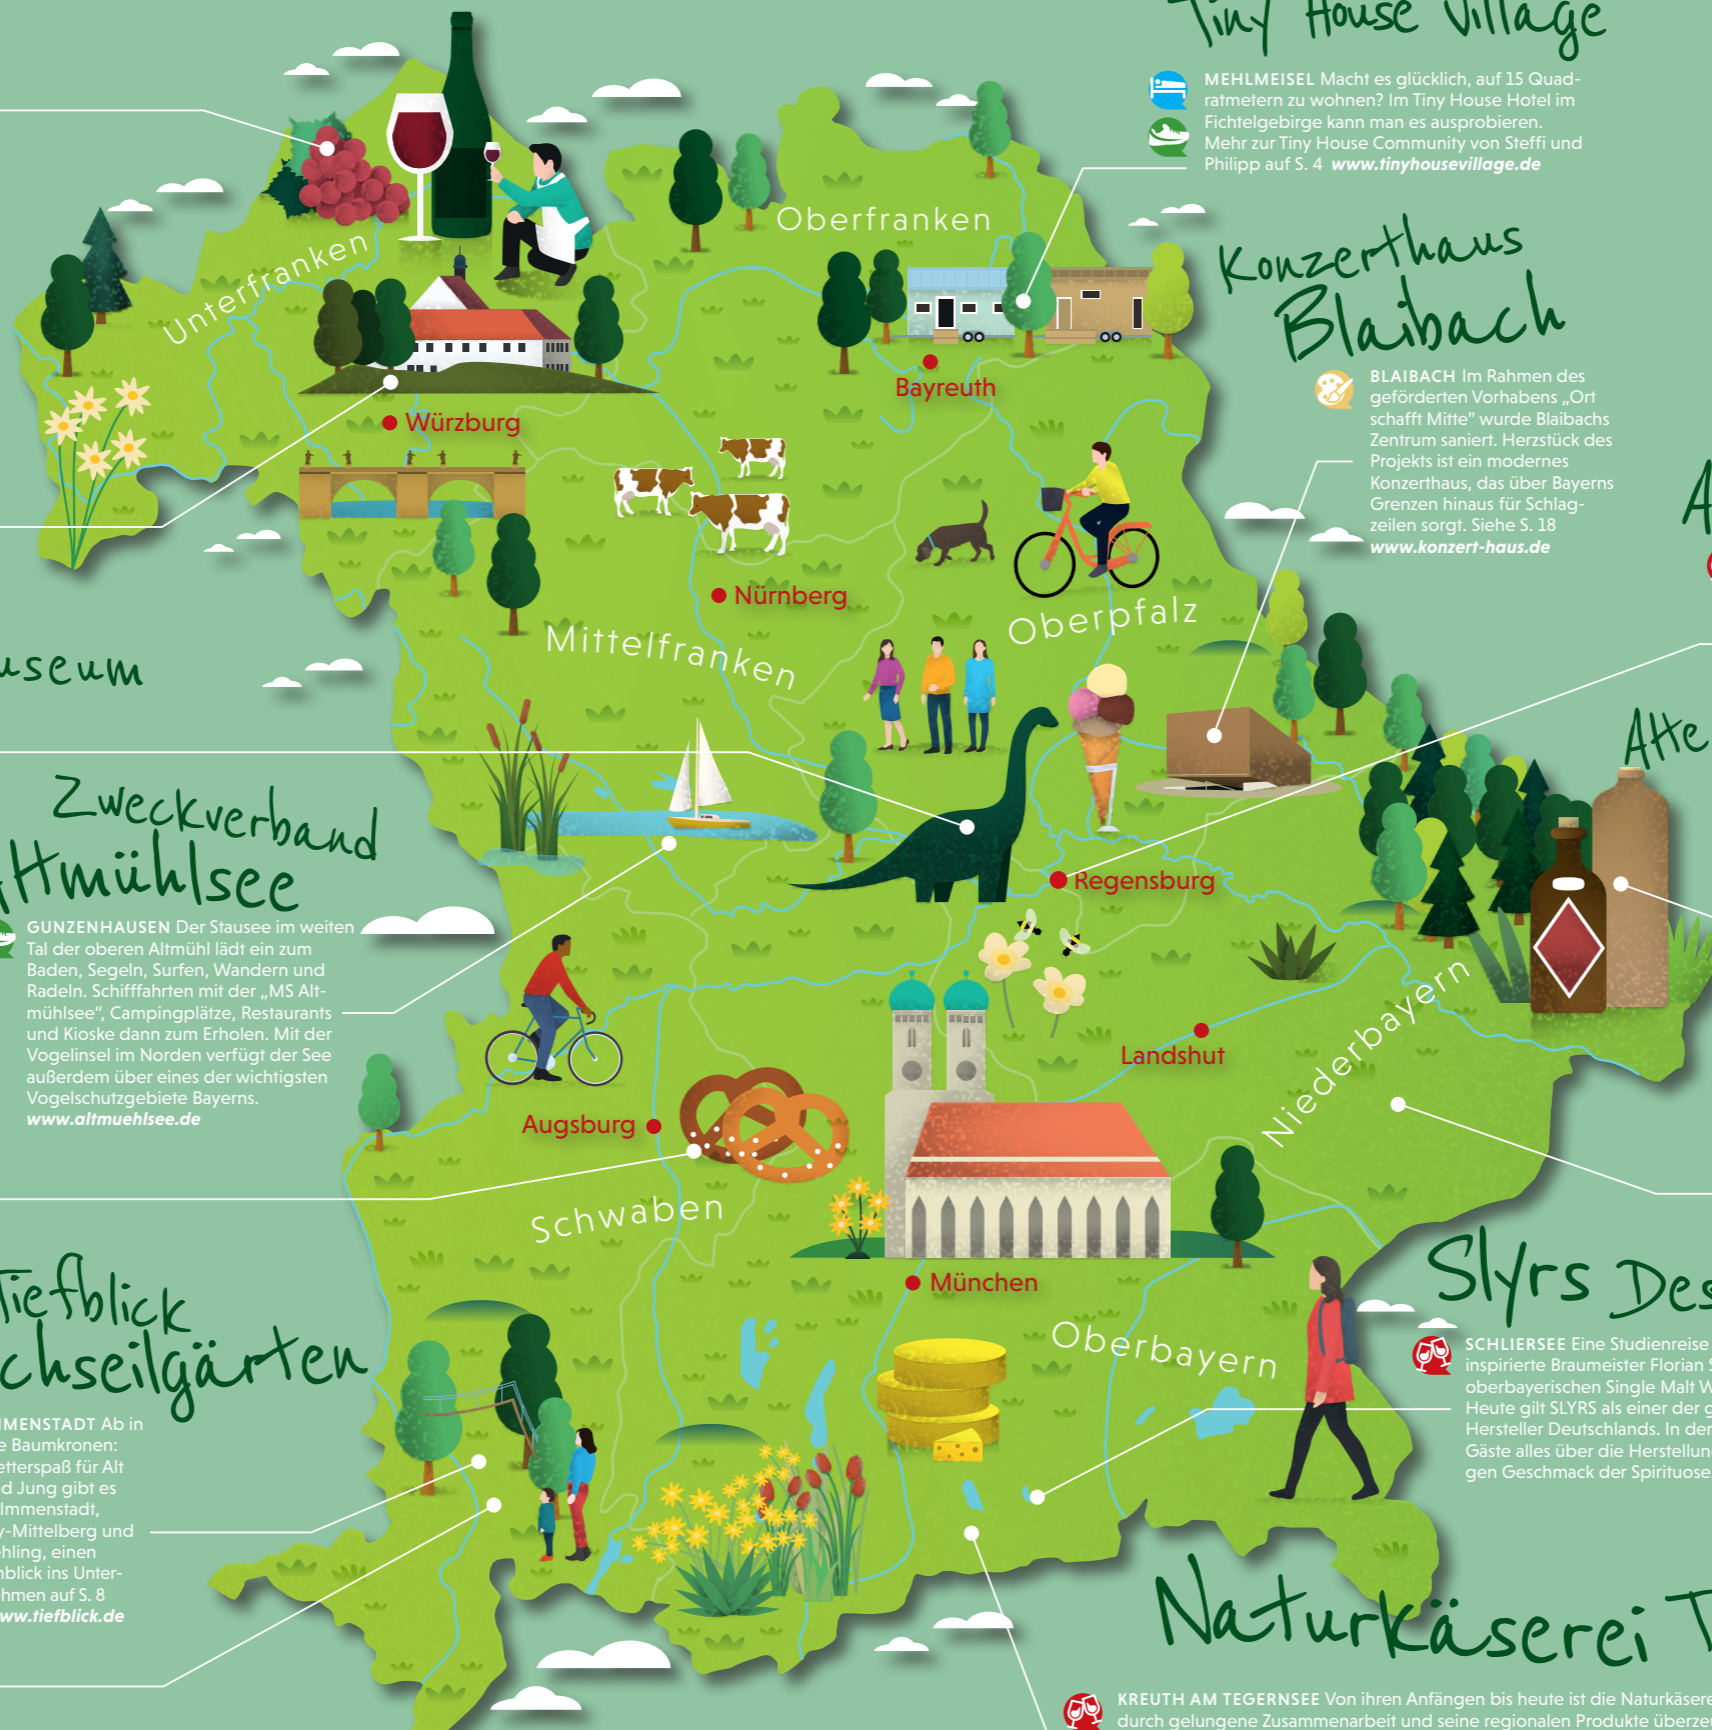 Tiny House Village
MEHLMEISEL Macht es glücklich, auf 15 Quad-
ratmetern zu wohnen? Im Tiny House Hotel im
Fichtelgebirge kann man es ausprobieren.
Mehr zur Tiny House Community von Steffi und
Philipp auf S. 4 www.tinyhousevillage.de
Konzerthaus
Blaibach
BLAIBACH Im Rahmen des
geförderten Vorhabens „Ort
schafft Mitte“ wurde Blaibachs
Zentrum saniert. Herzstück des
Projekts ist ein modernes
Konzerthaus, das über Bayerns
Grenzen hinaus für Schlag-
zeilen sorgt. Siehe S. 18
www.konzert-haus.de
Unterfranken
Oberfranken
Bayreuth
Würzburg
Nürnberg
Mittelfranken
Oberpfalz
useum
Alte
Zweckverband
ltmühlsee
GUNZENHAUSEN Der Stausee im weiten
Tal der oberen Altmühl lädt ein zum
Baden, Segeln, Surfen, Wandern und
Radeln. Schifffahrten mit der „MS Alt-
mühlsee“, Campingplätze, Restaurants
und Kioske dann zum Erholen. Mit der
Vogelinsel im Norden verfügt der See
außerdem über eines der wichtigsten
Vogelschutzgebiete Bayerns.
www.altmuehlsee.de
Regensburg
Landshut
Niederbayern
Augsburg
Schwaben
München
Oberbayern
Tiefblick
chseilgärten
MENSTADT Ab in
e Baumkronen:
etterspaß für Alt
d Jung gibt es
Immenstadt,
y-Mittelberg und
hling, einen
nblick ins Unter-
hmen auf S. 8
ww.tiefblick.de
Slyrs Des
SCHLIERSEE Eine Studienreise
inspirierte Braumeister Florian S
oberbayerischen Single Malt W
Heute gilt SLYRS als einer der g
Hersteller Deutschlands. In der
Gäste alles über die Herstellun
gen Geschmack der Spirituose
Naturkäserei T
KREUTH AM TEGERNSEE Von ihren Anfängen bis heute ist die Naturkäsere
durch gelungene Zusammenarbeit und seine regionalen Produkte überze